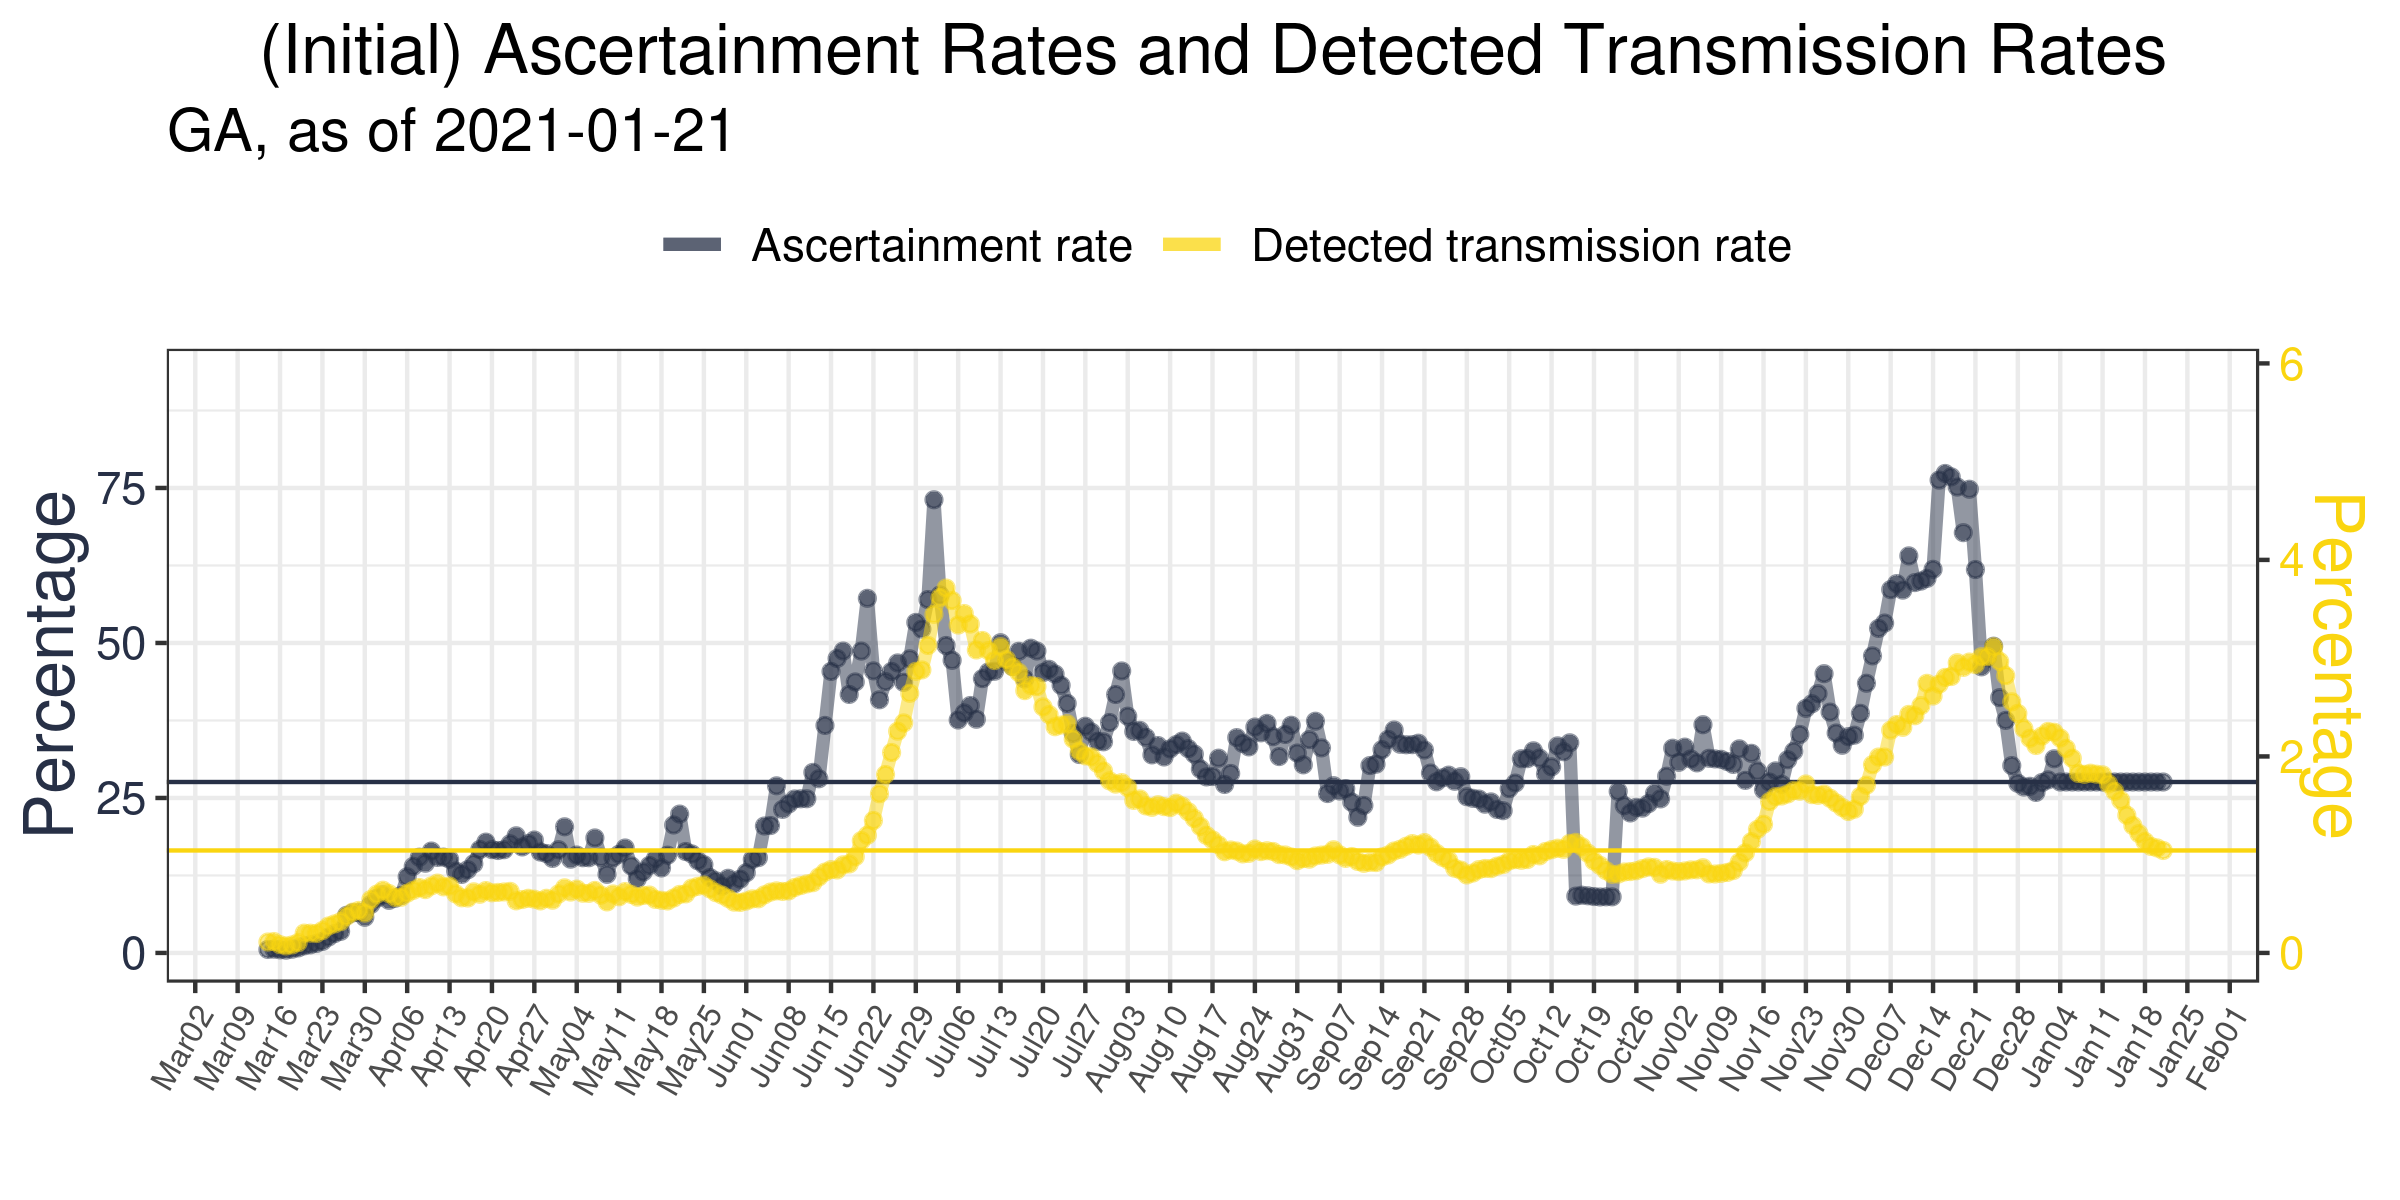 (Initial) Ascertainment Rates and Detected Transmission Rates
GA, as of 2021-01-21
Ascertainment rate Detected transmission rate
Percentage
75
50
25
0
6
4
2
0
Percentage
Mar02 Mar09 Mar16 Mar23 Mar30 Apr06 Apr13 Apr20 Apr27 May04 May11 May18 May25 Jun01 Jun08 Jun15 Jun22 Jun29 Jul06 Jul13 Jul20 Jul27 Aug03 Aug10 Aug17 Aug24 Aug31 Sep07 Sep14 Sep21 Sep28 Oct05 Oct12 Oct19 Oct26 Nov02 Nov09 Nov16 Nov23 Nov30 Dec07 Dec14 Dec21 Dec28 Jan04 Jan11 Jan18 Jan25 Feb01